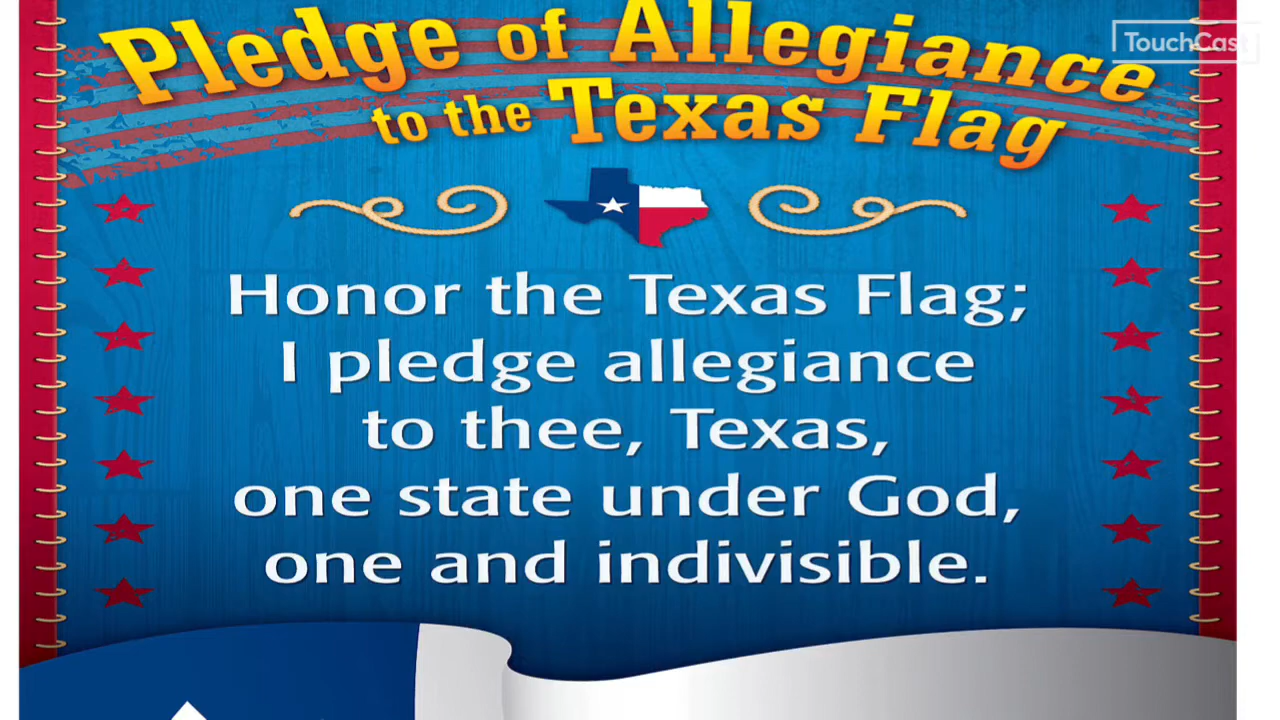 Pledge of Allegiance
to the Texas Flag
TouchCast
Honor the Texas Flag;
I pledge allegiance
to thee, Texas,
one state under God,
one and indivisible.